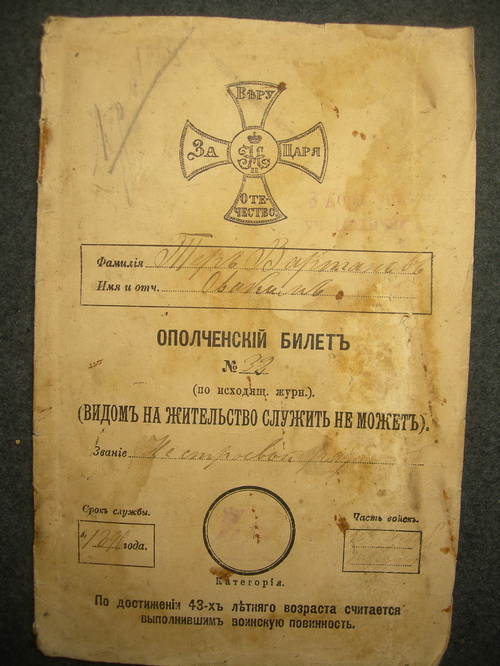 ВѢРУ
ЗА ЦАРЯ
ОТЕ-
ЧЕСТВО
Фамилія Теръ Вартановъ
Имя и отч.
ОПОЛЧЕНСКІЙ БИЛЕТЪ
№ 33
(по исходящ. журн.).
(ВИДОМЪ НА ЖИТЕЛЬСТВО СЛУЖИТЬ НЕ МОЖЕТЪ).
Званіе Нестроевой
Срокъ службы. Часть войскъ.
года.
Категорія.
По достиженіи 43-хъ лѣтняго возраста считается
выполнившимъ воинскую повинность.